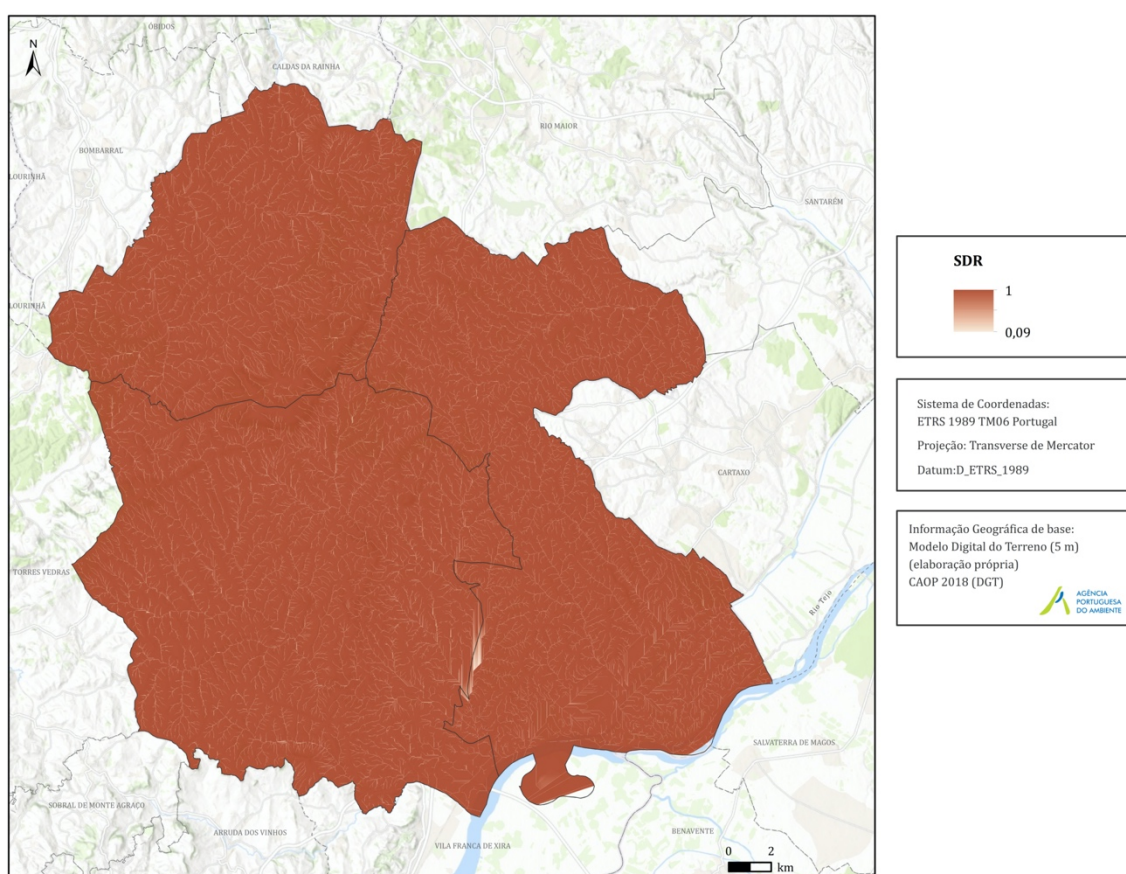 N
ÓBIDOS
CALDAS DA RAINHA
RIO MAIOR
BOMBARRAL
LOURINHÃ
SANTARÉM
LOURINHÃ
CARTAXO
TORRES VEDRAS
Rio Tejo
SALVATERRA DE MAGOS
SOBRAL DE MONTE AGRAÇO
ARRUDA DOS VINHOS
BENAVENTE
VILA FRANCA DE XIRA
0 2
km
SDR
1
0,09
Sistema de Coordenadas:
ETRS 1989 TM06 Portugal
Projeção: Transverse de Mercator
Datum:D_ETRS_1989
Informação Geográfica de base:
Modelo Digital do Terreno (5 m)
(elaboração própria)
CAOP 2018 (DGT)
AGÊNCIA
PORTUGUESA
DO AMBIENTE